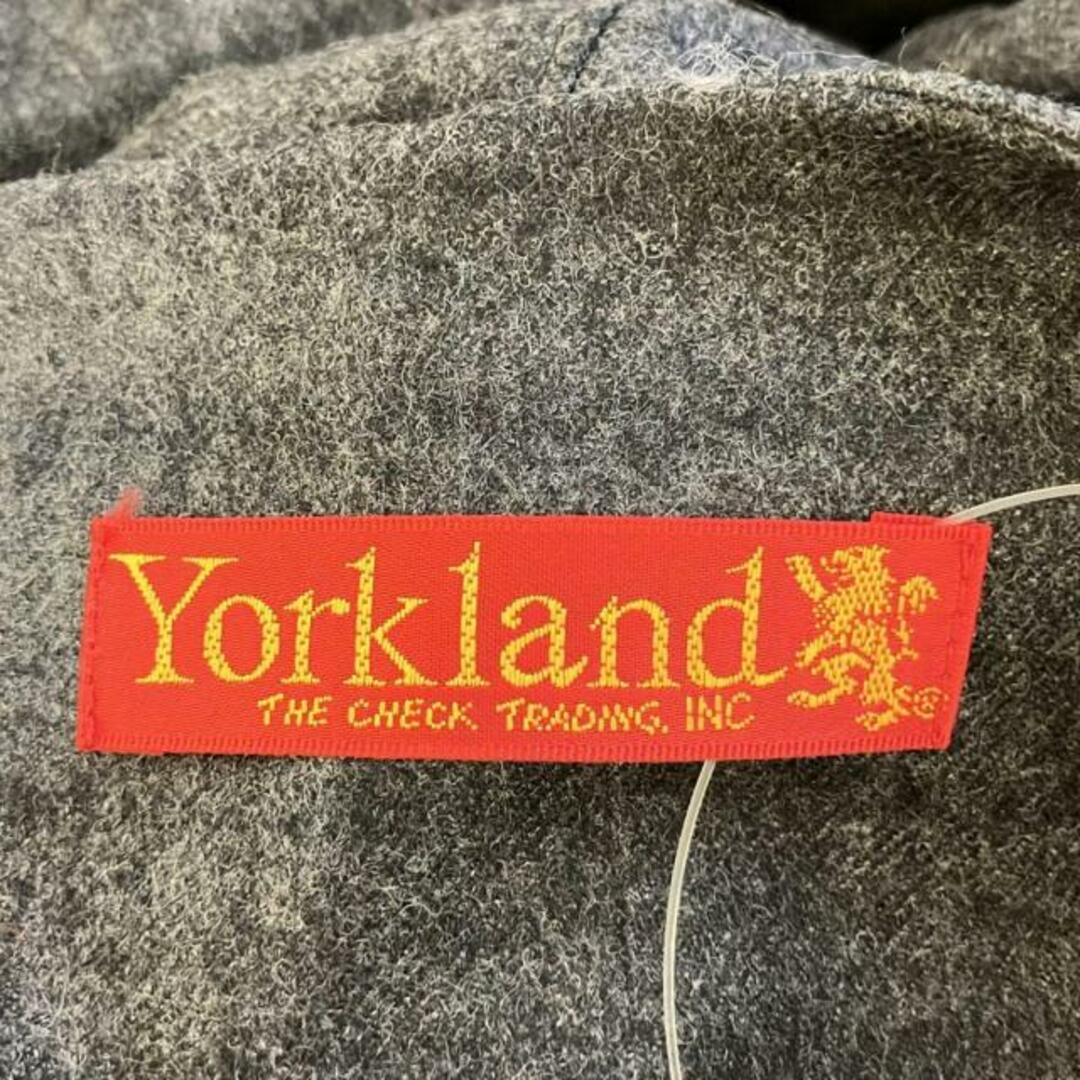 Yorkland
THE CHECK TRADING, INC
®